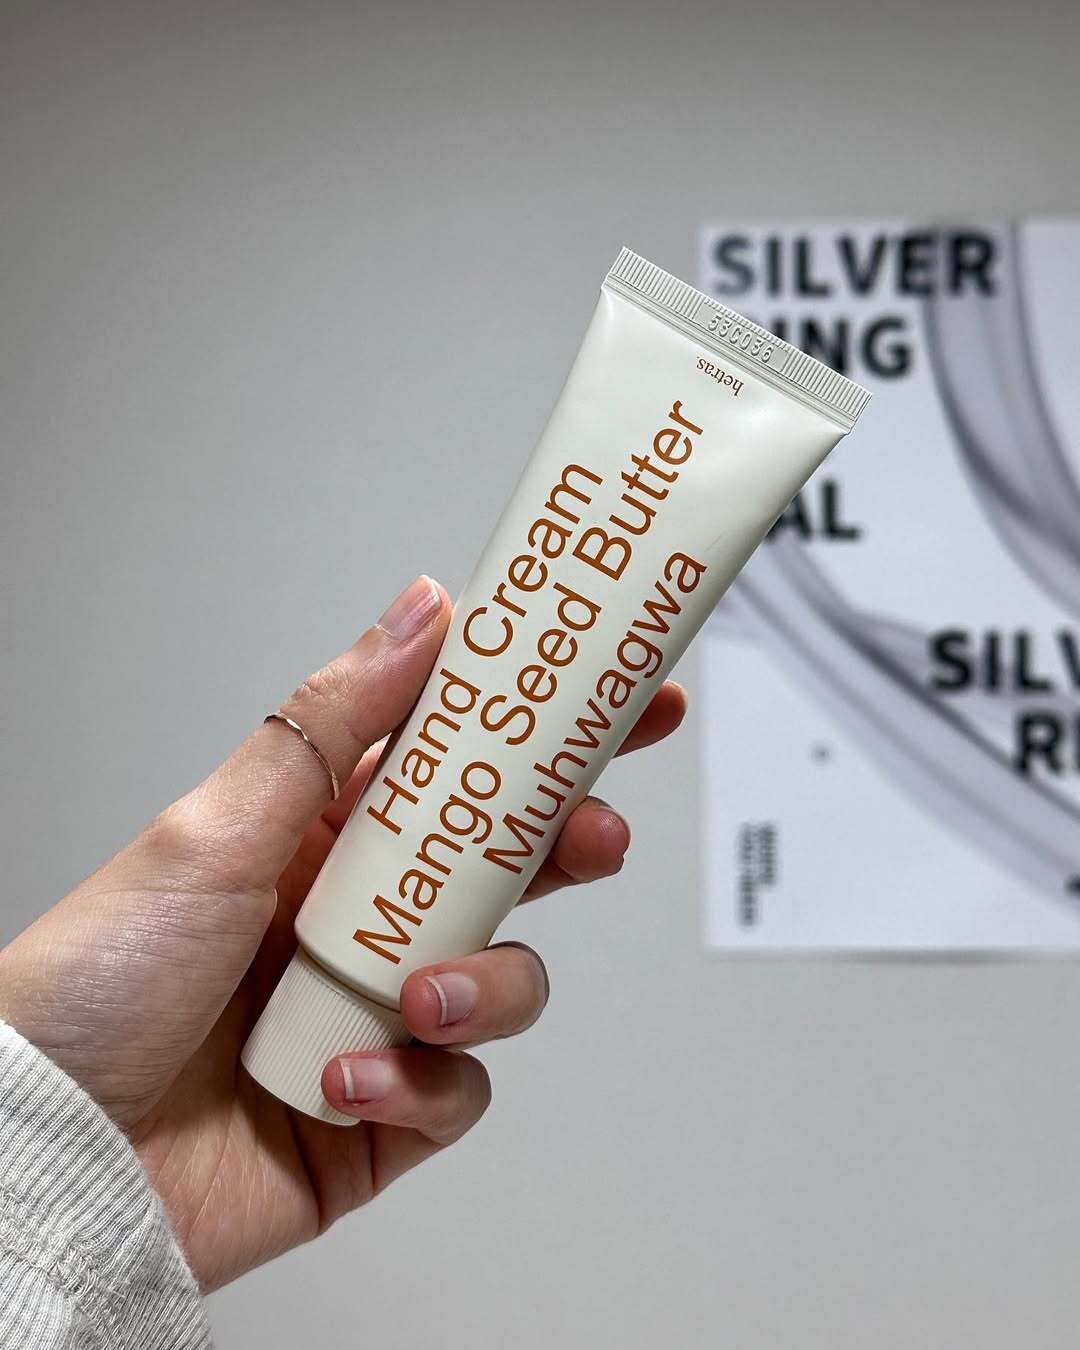 53C036
hetras.
Hand Cream
Mango Seed Butter
Muhwagwa
SILVER
ING
AL
SILV